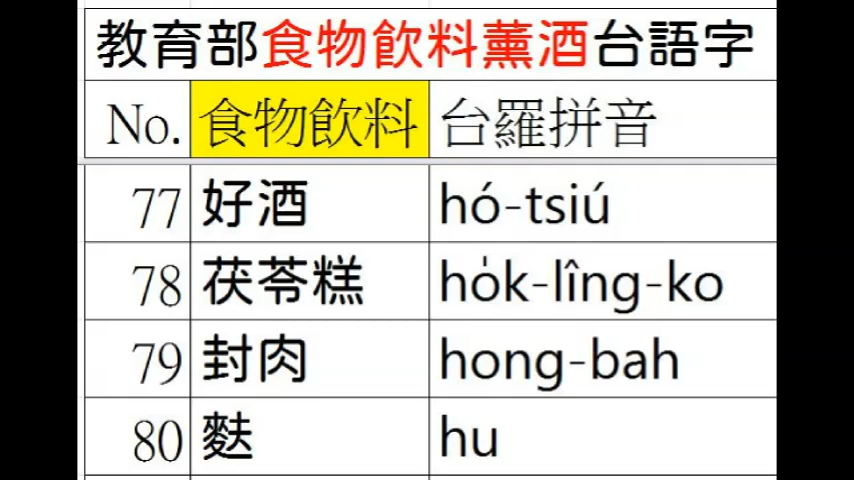 教育部食物飲料薰酒台語字
No. 食物飲料 台羅拼音
77 好酒 hó-tsiú
78 茯苓糕 ho̍k-lîng-ko
79 封肉 hong-bah
80 麩 hu